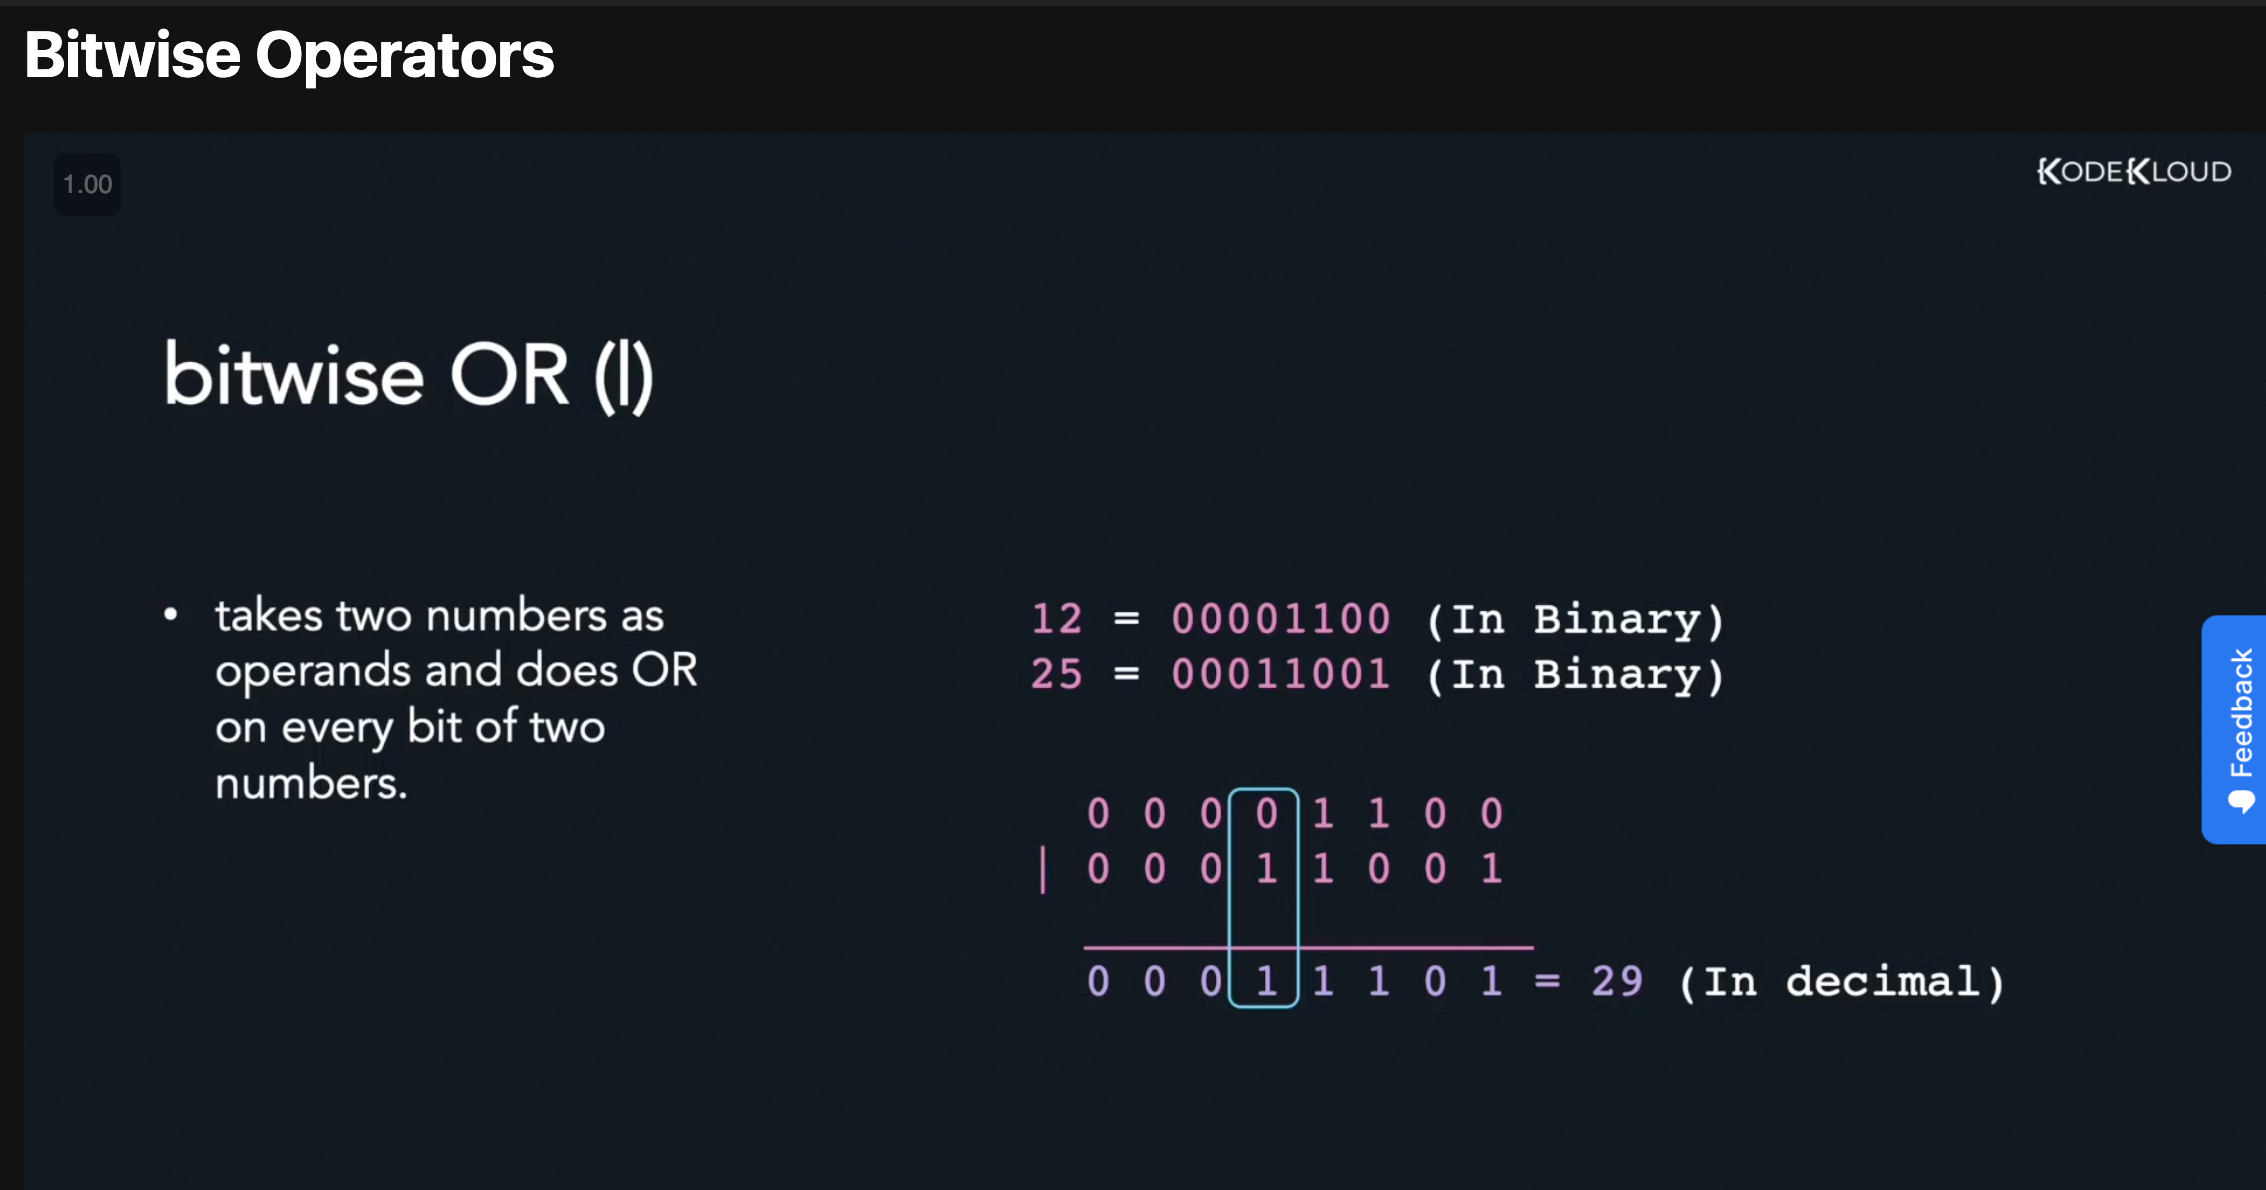 Bitwise Operators
1.00
KODEKLOUD
bitwise OR (|)
• takes two numbers as
operands and does OR
on every bit of two
numbers.
12 = 00001100 (In Binary)
25 = 00011001 (In Binary)
0 0 0 0 1 1 0 0
| 0 0 0 1 1 0 0 1
0 0 0 1 1 1 0 1 = 29 (In decimal)
Feedback